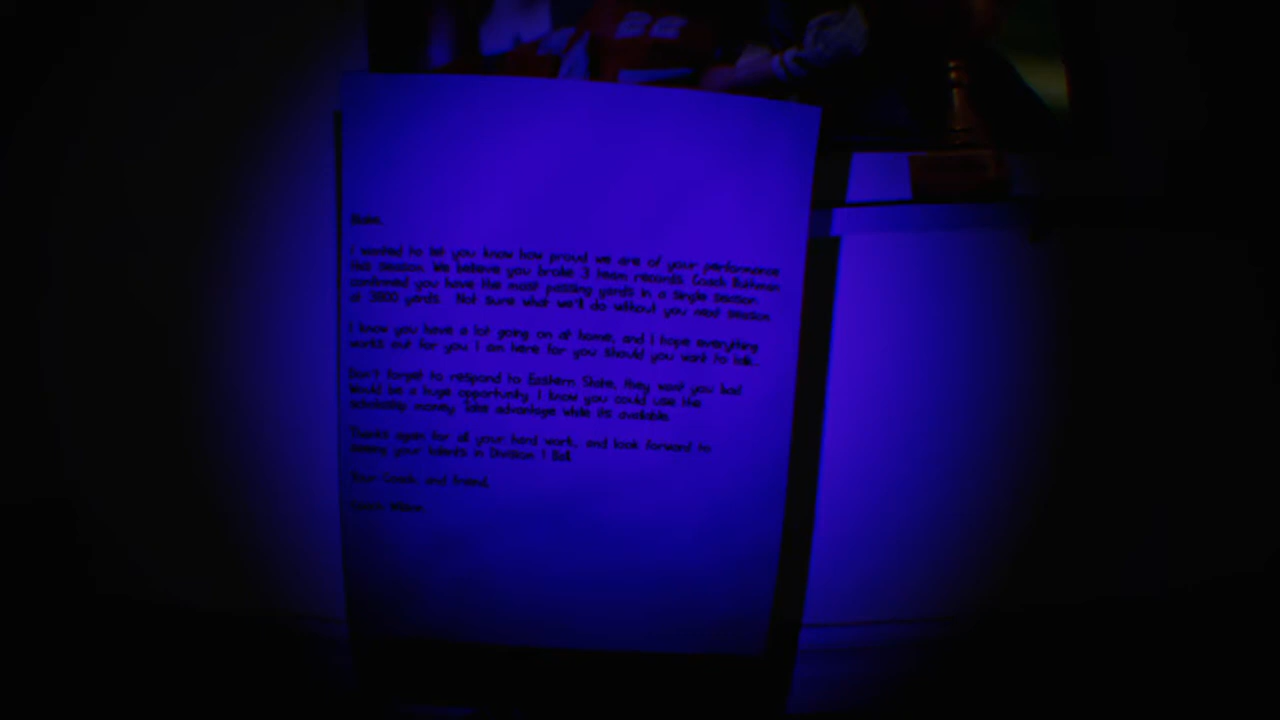 I wanted to let you know how proud we are of your performance
this season. We believe you broke 3 team records. Coach
confirmed you have the most passing yards in a single season
at 3800 yards. Not sure what we'll do without you next season.
I know you have a lot going on at home, and I hope everything
works out for you. I am here for you should you want to talk..
Don't forget to respond to Eastern State, they want you bad.
Would be a huge opportunity. I know you could use the
scholarship money. Take advantage while its available.
Thanks again for all your hard work, and look forward to
seeing your talents in Division 1 Ball.
Your Coach, and friend,